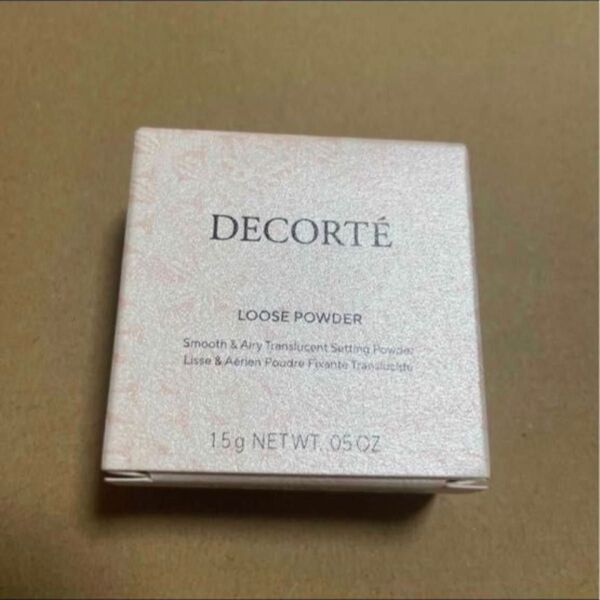 DECORTÉ
LOOSE POWDER
Smooth & Airy Translucent Setting Powder
Lisse & Aérien Poudre Fixante Translucide
1.5g NET WT. .05 OZ